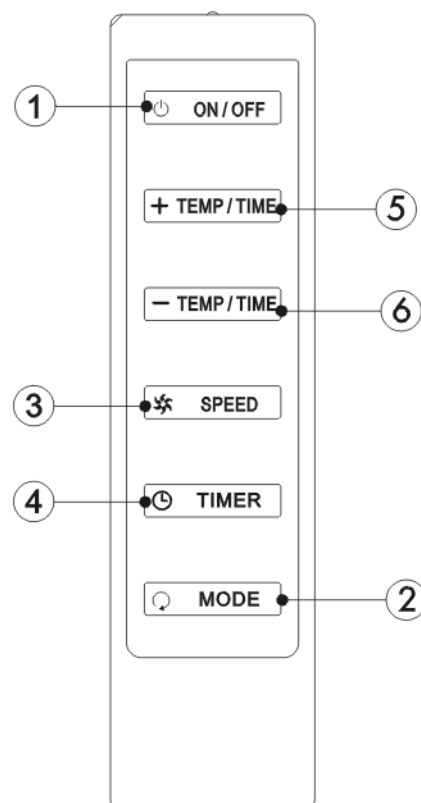 1 ON / OFF
+ TEMP / TIME 5
− TEMP / TIME 6
3 SPEED
4 TIMER
MODE 2